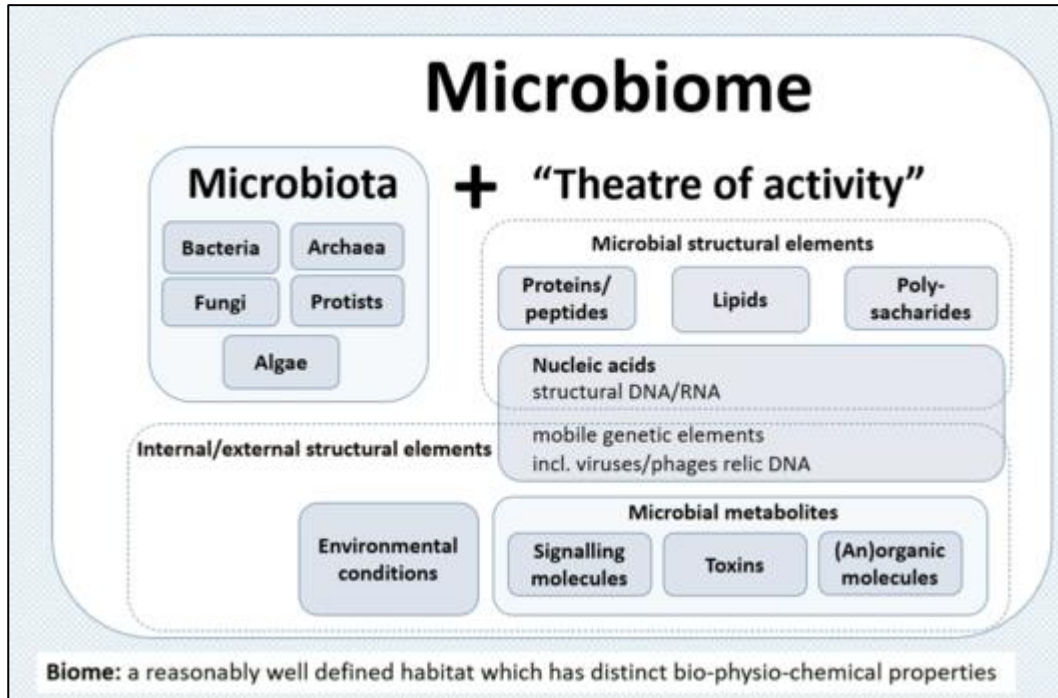 Microbiome
Microbiota + “Theatre of activity”
Bacteria
Archaea
Fungi
Protists
Algae
Microbial structural elements
Proteins/
peptides
Lipids
Poly-
sacharides
Nucleic acids
structural DNA/RNA
mobile genetic elements
incl. viruses/phages relic DNA
Internal/external structural elements
Environmental
conditions
Microbial metabolites
Signalling
molecules
Toxins
(An)organic
molecules
Biome: a reasonably well defined habitat which has distinct bio-physio-chemical properties